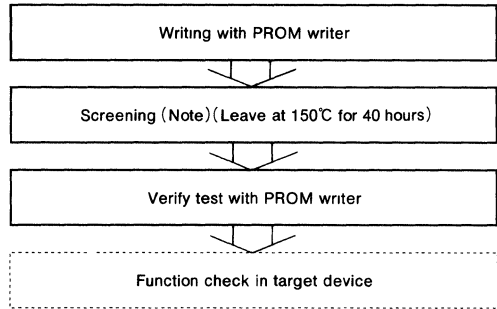 Writing with PROM writer
Screening (Note) (Leave at 150℃ for 40 hours)
Verify test with PROM writer
Function check in target device